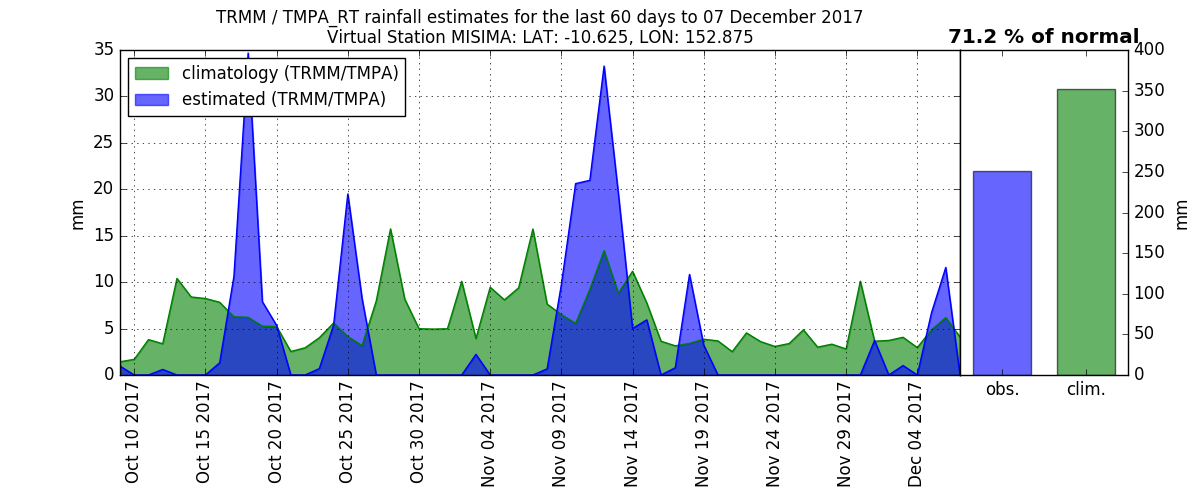 TRMM / TMPA_RT rainfall estimates for the last 60 days to 07 December 2017
Virtual Station MISIMA: LAT: -10.625, LON: 152.875
71.2 % of normal
climatology (TRMM/TMPA)
estimated (TRMM/TMPA)
35
30
25
20
15
10
5
0
mm
Oct 10 2017
Oct 15 2017
Oct 20 2017
Oct 25 2017
Oct 30 2017
Nov 04 2017
Nov 09 2017
Nov 14 2017
Nov 19 2017
Nov 24 2017
Nov 29 2017
Dec 04 2017
obs.
clim.
400
350
300
250
200
150
100
50
0
mm